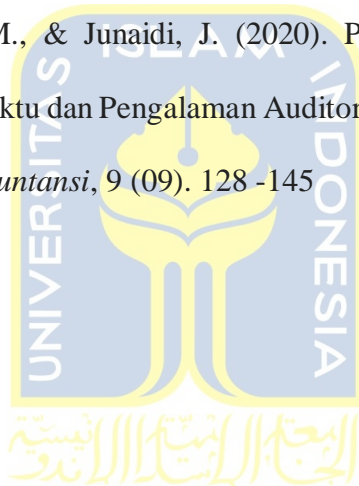 M., & Junaidi, J. (2020). P
ktu dan Pengalaman Auditor
untansi, 9 (09). 128 -145
ISLAM
UNIVERSITAS
INDONESIA